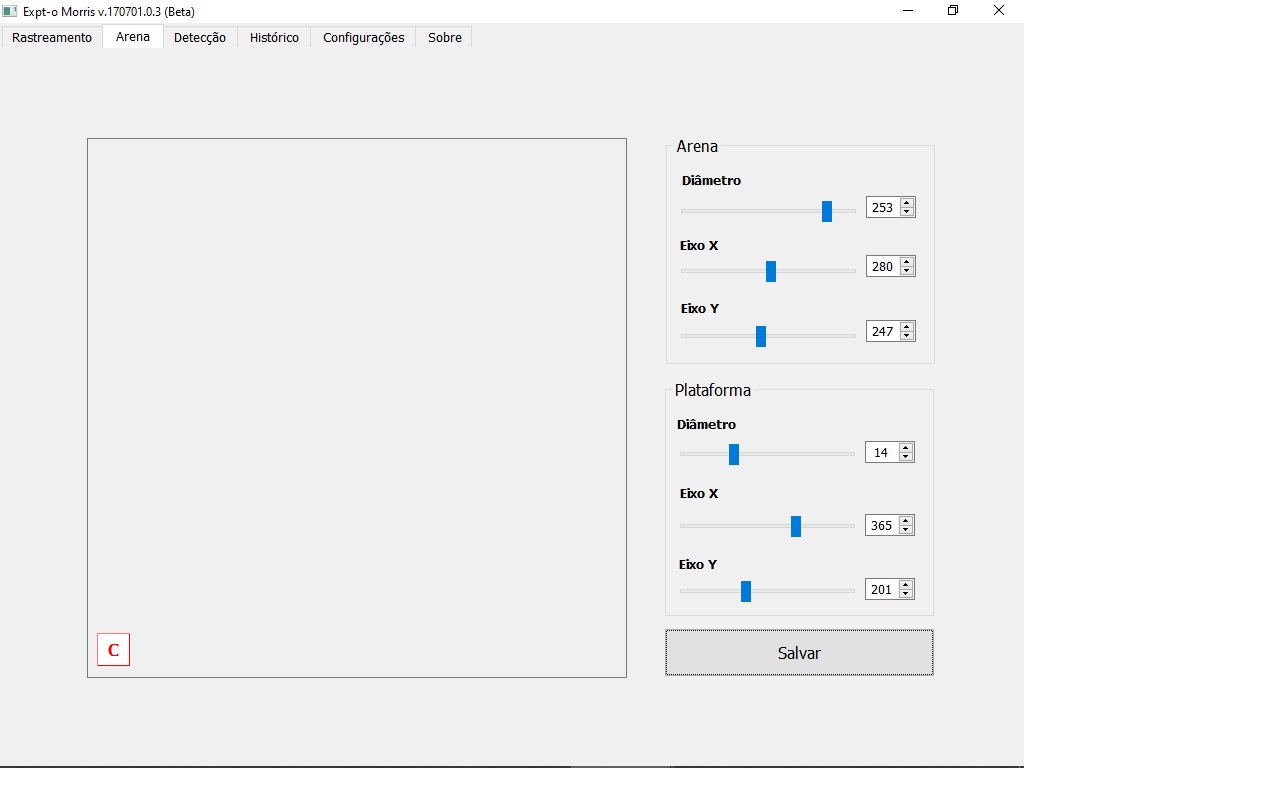 Expt-o Morris v.170701.0.3 (Beta)
Rastreamento Arena Detecção Histórico Configurações Sobre
Arena
Diâmetro
253
Eixo X
280
Eixo Y
247
Plataforma
Diâmetro
14
Eixo X
365
Eixo Y
201
C
Salvar